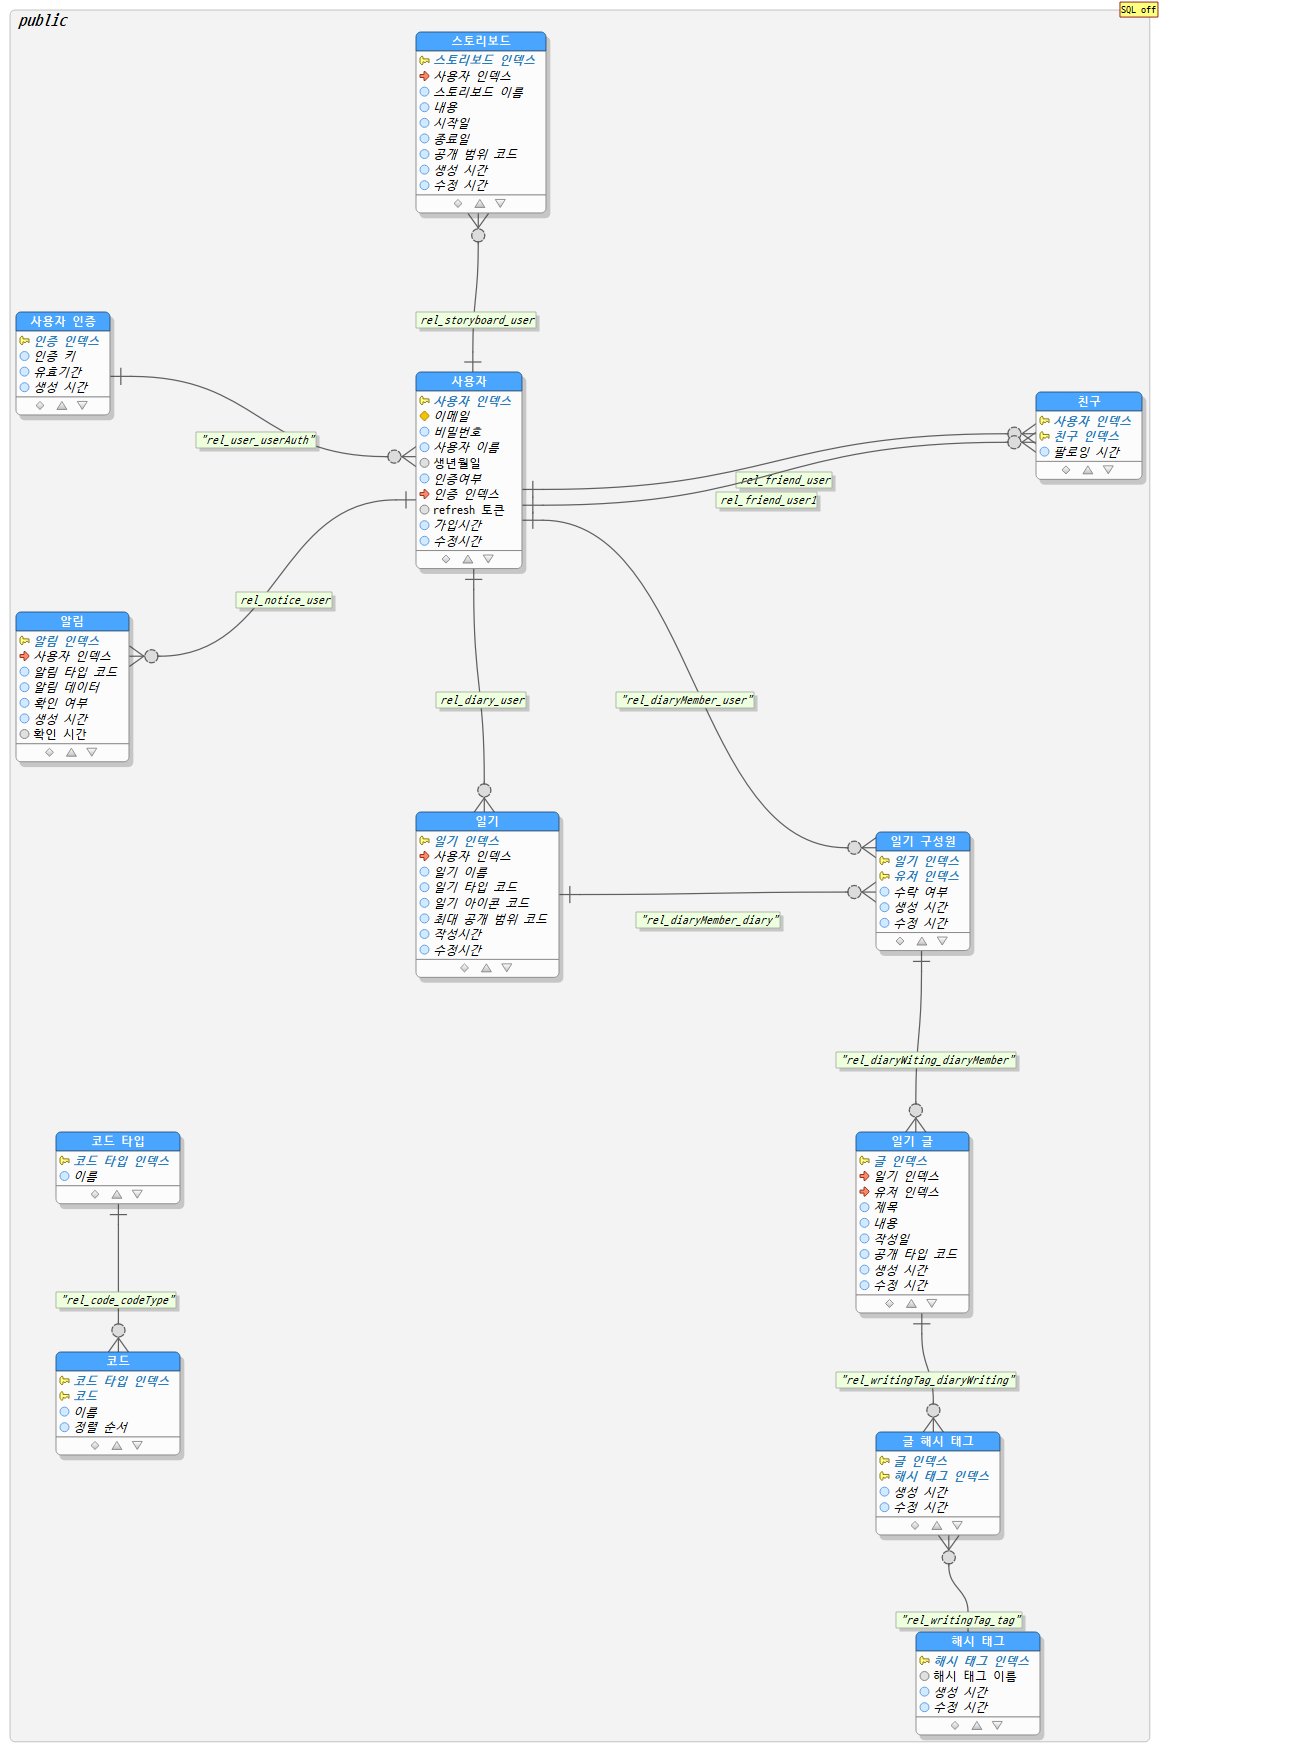 public
SQL off
스토리보드
스토리보드 인덱스
사용자 인덱스
스토리보드 이름
내용
시작일
종료일
공개 범위 코드
생성 시간
수정 시간
rel_storyboard_user
사용자 인증
인증 인덱스
인증 키
유효기간
생성 시간
"rel_user_userAuth"
사용자
사용자 인덱스
이메일
비밀번호
사용자 이름
생년월일
인증여부
인증 인덱스
refresh 토큰
가입시간
수정시간
친구
사용자 인덱스
친구 인덱스
팔로잉 시간
rel_friend_user
rel_friend_user1
rel_notice_user
알림
알림 인덱스
사용자 인덱스
알림 타입 코드
알림 데이터
확인 여부
생성 시간
확인 시간
rel_diary_user
"rel_diaryMember_user"
일기
일기 인덱스
사용자 인덱스
일기 이름
일기 타입 코드
일기 아이콘 코드
최대 공개 범위 코드
작성시간
수정시간
"rel_diaryMember_diary"
일기 구성원
일기 인덱스
유저 인덱스
수락 여부
생성 시간
수정 시간
"rel_diaryWiting_diaryMember"
코드 타입
코드 타입 인덱스
이름
"rel_code_codeType"
코드
코드 타입 인덱스
코드
이름
정렬 순서
일기 글
글 인덱스
일기 인덱스
유저 인덱스
제목
내용
작성일
공개 타입 코드
생성 시간
수정 시간
"rel_writingTag_diaryWriting"
글 해시 태그
글 인덱스
해시 태그 인덱스
생성 시간
수정 시간
"rel_writingTag_tag"
해시 태그
해시 태그 인덱스
해시 태그 이름
생성 시간
수정 시간